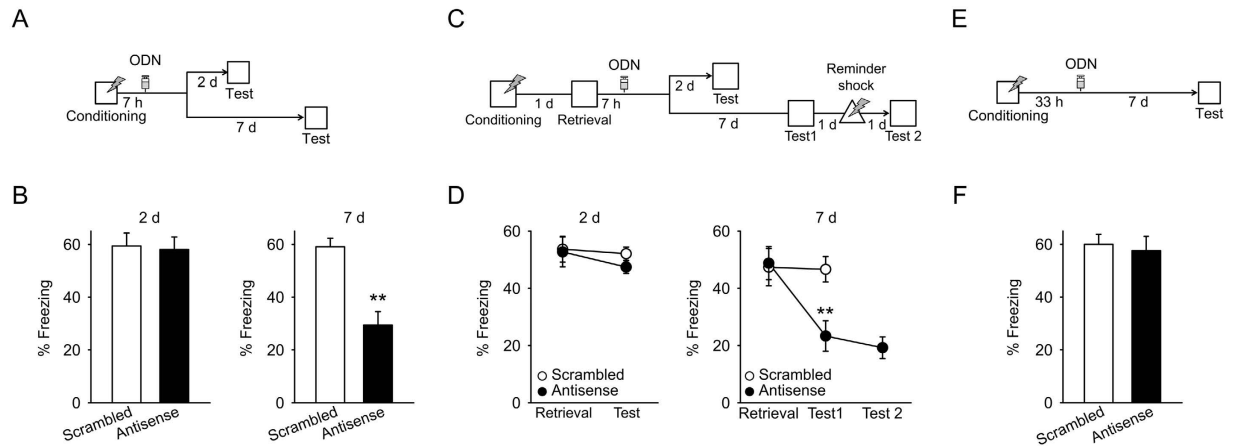 A
ODN
2 d
Test
7 h
Conditioning
7 d
Test
C
ODN
Reminder
shock
2 d
Test
1 d
7 h
Conditioning
Retrieval
7 d
Test1
1 d
1 d
Test 2
E
ODN
33 h
7 d
Conditioning
Test
B
2 d
% Freezing
60
40
20
0
Scrambled
Antisense
7 d
% Freezing
60
40
20
0
**
Scrambled
Antisense
D
2 d
% Freezing
60
40
20
0
Scrambled
Antisense
Retrieval
Test
7 d
% Freezing
60
40
20
0
**
Scrambled
Antisense
Retrieval
Test1
Test 2
F
% Freezing
60
40
20
0
Scrambled
Antisense